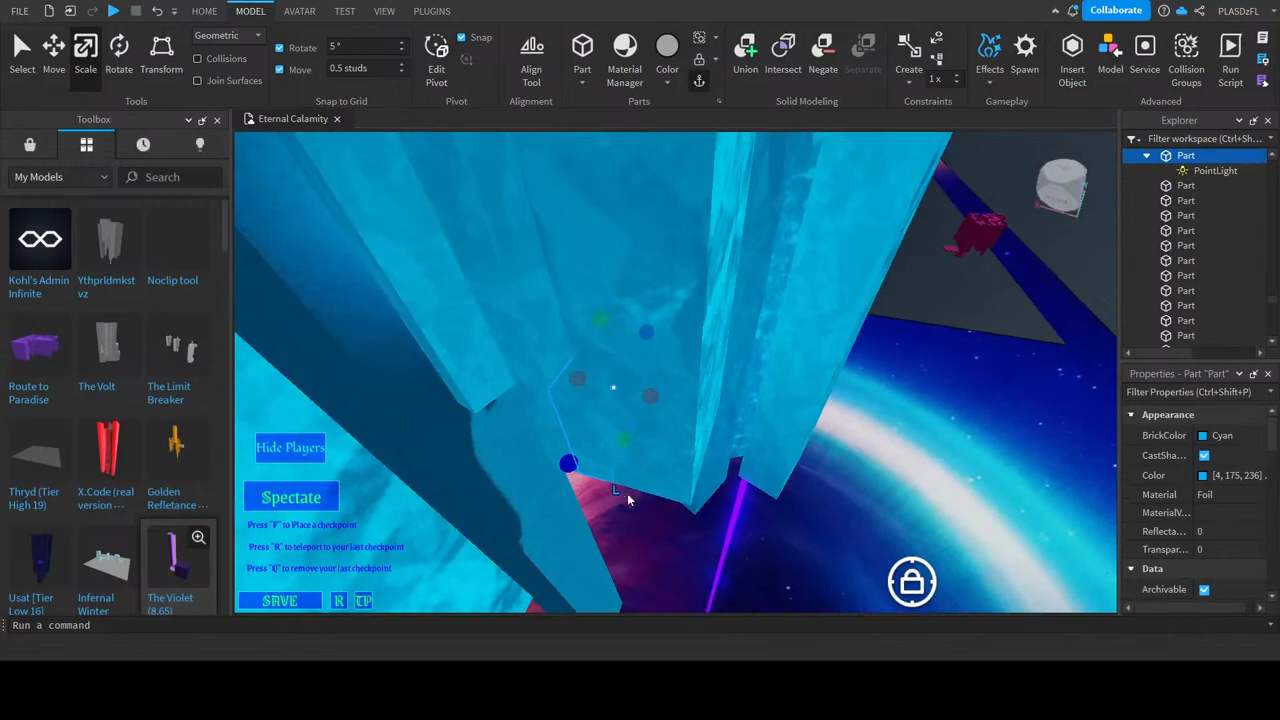 FILE
HOME
MODEL
AVATAR
TEST
VIEW
PLUGINS
Collaborate
PLASDzFL
Select
Move
Scale
Rotate
Transform
Geometric
Collisions
Join Surfaces
Tools
Rotate
5 °
Move
0.5 studs
Snap to Grid
Edit
Pivot
Snap
Pivot
Align
Tool
Alignment
Part
Material
Manager
Color
Parts
Union
Intersect
Negate
Separate
Solid Modeling
Create
1 x
Constraints
Effects
Spawn
Gameplay
Insert
Object
Model
Service
Collision
Groups
Run
Script
Advanced
Toolbox
My Models
Search
Kohl's Admin
Infinite
Ythprldmkst
vz
Noclip tool
Route to
Paradise
The Volt
The Limit
Breaker
Thryd (Tier
High 19)
X.Code (real
version ...
Golden
Refletance ...
Usat [Tier
Low 16]
Infernal
Winter
The Violet
(8.65)
Eternal Calamity
Hide Players
Spectate
Press "F" to Place a checkpoint
Press "R" to teleport to your last checkpoint
Press "Q" to remove your last checkpoint
SAVE
R
TP
L
Explorer
Filter workspace (Ctrl+Sh...
Part
PointLight
Part
Part
Part
Part
Part
Part
Part
Part
Part
Part
Part
Properties - Part "Part"
Filter Properties (Ctrl+Shift+P)
Appearance
BrickColor
Cyan
CastSha...
Color
[4, 175, 236]
Material
Foil
MaterialV...
Reflecta...
0
Transpar...
0
Data
Archivable
Run a command